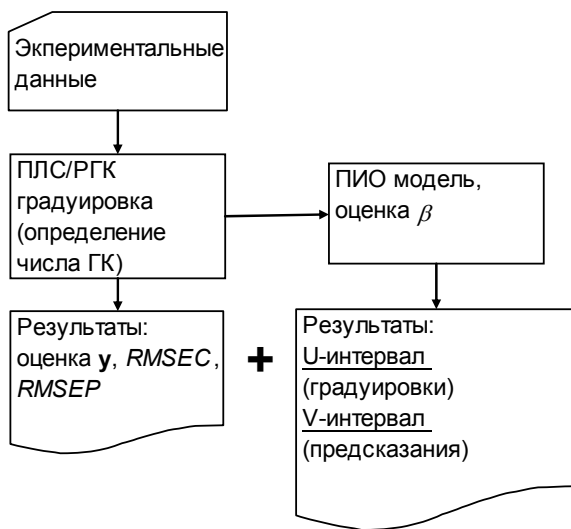 Экпериментальные
данные
ПЛС/РГК
градуировка
(определение
числа ГК)
ПИО модель,
оценка β
Результаты:
оценка y, RMSEC,
RMSEP
+
Результаты:
U-интервал
(градуировки)
V-интервал
(предсказания)